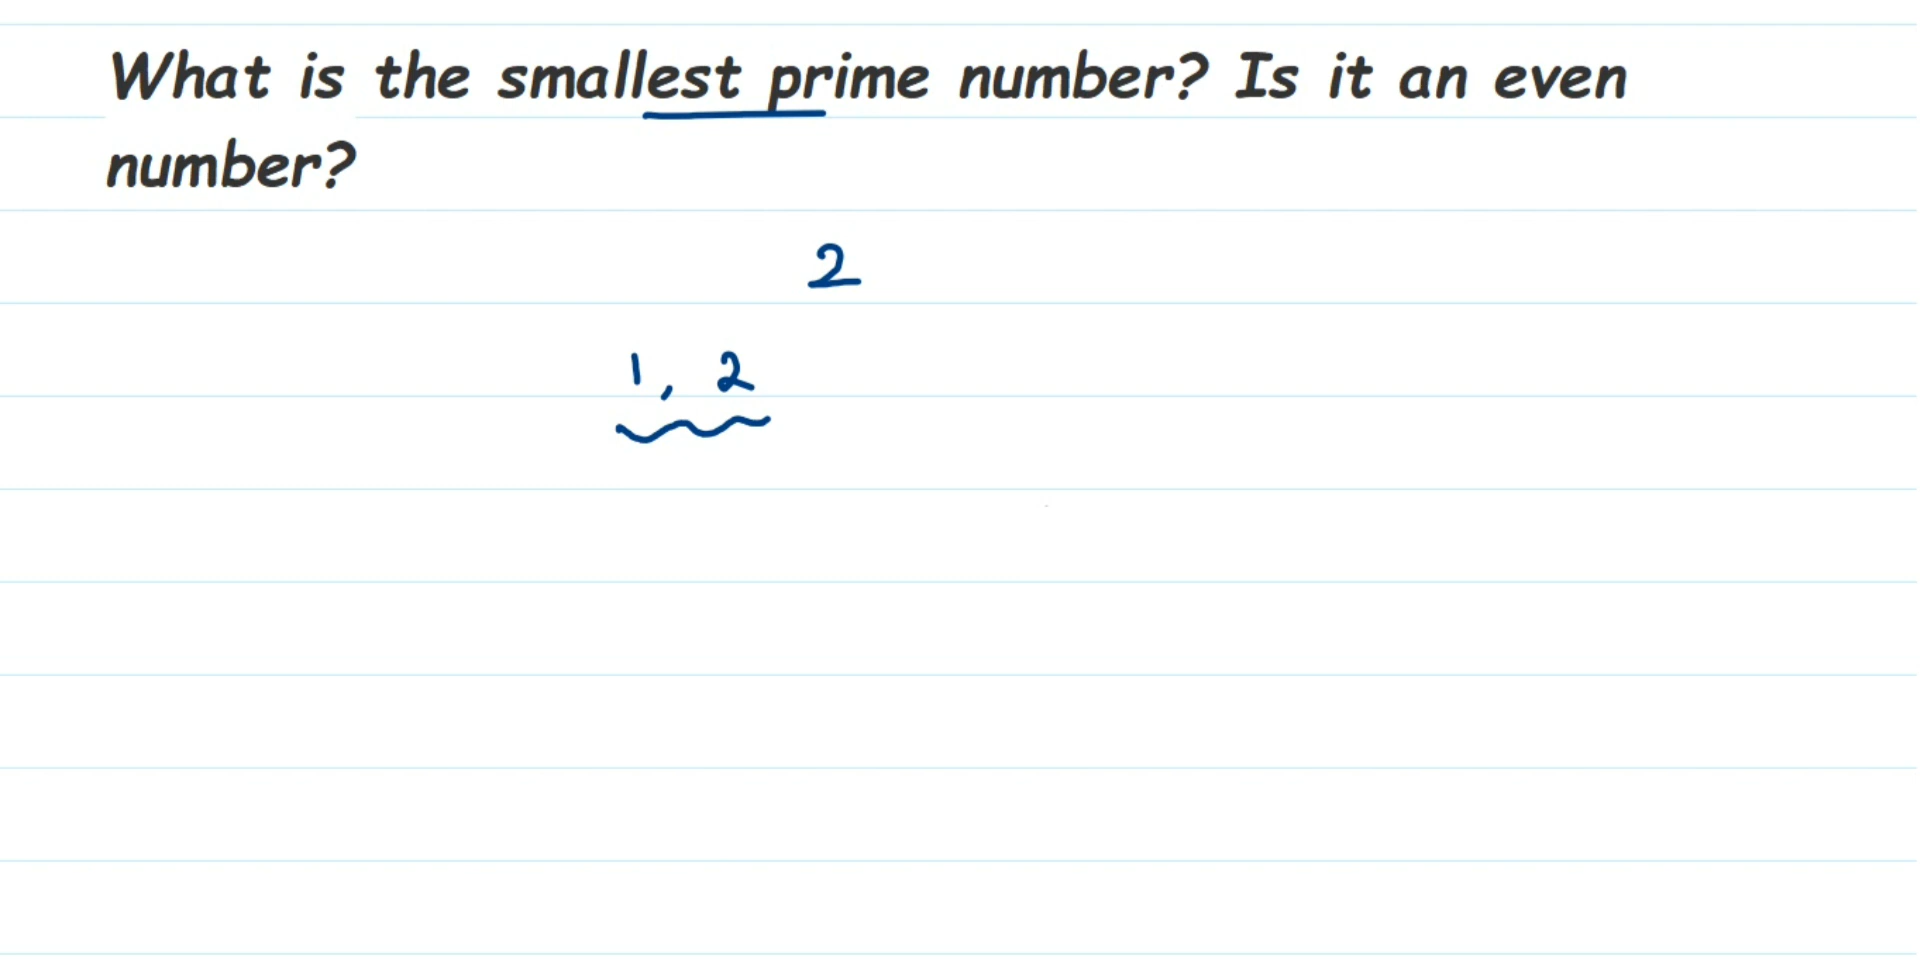 What is the smallest prime number? Is it an even
number?
2
1, 2